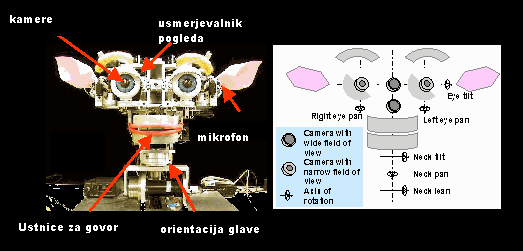 kamere
usmerjevalnik
pogleda
mikrofon
Ustnice za govor
orientacija glave
Eye tilt
Right eye pan
Left eye pan
Camera with
wide field of
view
Camera with
narrow field of
view
Axis of
rotation
Neck tilt
Neck pan
Neck lean